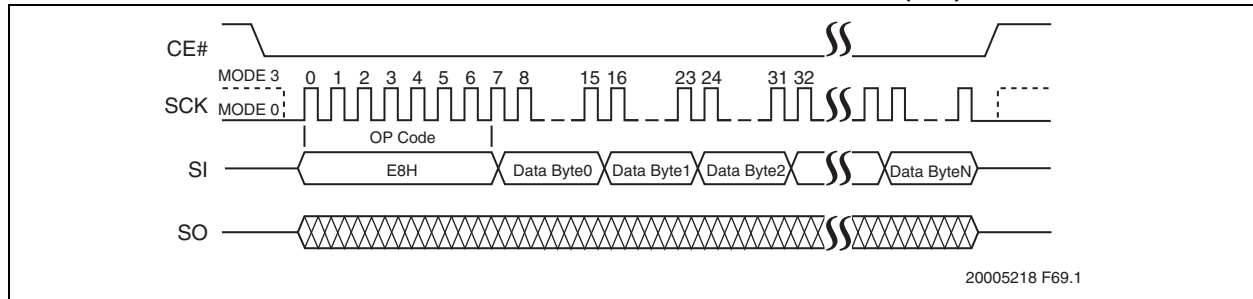 CE#
MODE 3 0 1 2 3 4 5 6 7 8 15 16 23 24 31 32
SCK MODE 0
OP Code
SI E8H Data Byte0 Data Byte1 Data Byte2 Data ByteN
SO
20005218 F69.1